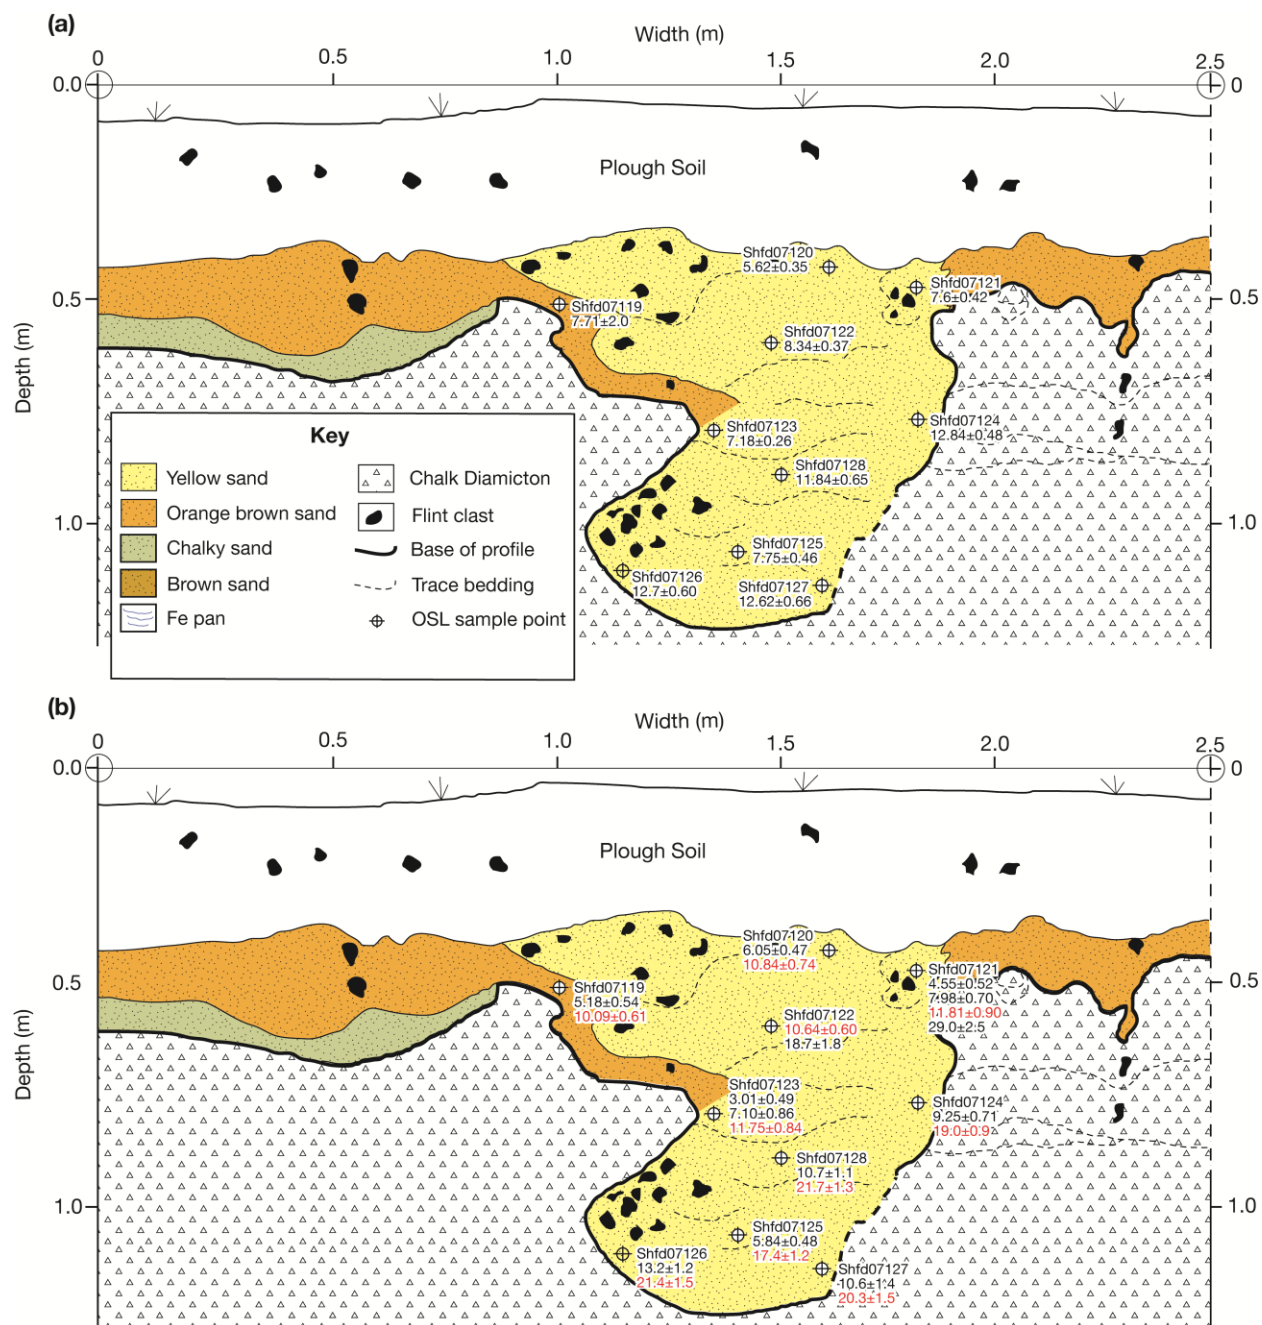 (a)
Width (m)
0 0.5 1.0 1.5 2.0 2.5
0.0 0
Plough Soil
Shfd07120
5.62±0.35
Shfd07121
7.6±0.42
0.5 0.5
Shfd07119
7.71±2.0
Shfd07122
8.34±0.37
Depth (m)
Shfd07123
7.18±0.26
Shfd07124
12.84±0.48
Shfd07128
11.84±0.65
1.0 1.0
Shfd07125
7.75±0.46
Shfd07126
12.7±0.60
Shfd07127
12.62±0.66
Key
Yellow sand
Orange brown sand
Chalky sand
Brown sand
Fe pan
Chalk Diamicton
Flint clast
Base of profile
Trace bedding
OSL sample point
(b)
Width (m)
0 0.5 1.0 1.5 2.0 2.5
0.0 0
Plough Soil
Shfd07120
6.05±0.47
10.84±0.74
Shfd07121
4.55±0.52
7.98±0.70
11.81±0.90
29.0±2.5
0.5 0.5
Shfd07119
5.18±0.54
10.09±0.61
Shfd07122
10.64±0.60
18.7±1.8
Depth (m)
Shfd07123
3.01±0.49
7.10±0.86
11.75±0.84
Shfd07124
9.25±0.71
19.0±0.9
Shfd07128
10.7±1.1
21.7±1.3
1.0 1.0
Shfd07125
5.84±0.48
17.4±1.2
Shfd07126
13.2±1.2
21.4±1.5
Shfd07127
10.6±1.4
20.3±1.5